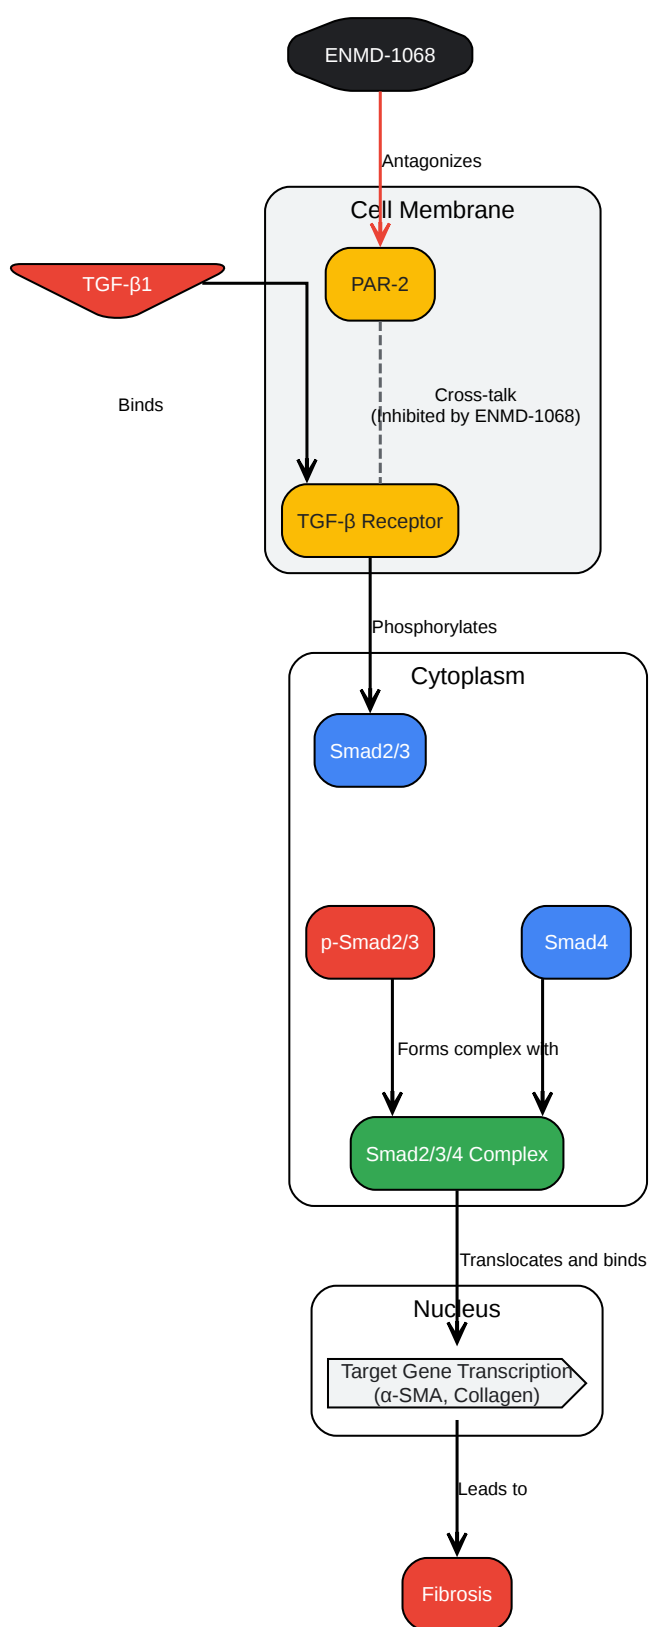 ENMD-1068
Antagonizes
Cell Membrane
TGF-β1
PAR-2
Binds
Cross-talk
(Inhibited by ENMD-1068)
TGF-β Receptor
Phosphorylates
Cytoplasm
Smad2/3
p-Smad2/3
Smad4
Forms complex with
Smad2/3/4 Complex
Translocates and binds
Nucleus
Target Gene Transcription
(α-SMA, Collagen)
Leads to
Fibrosis